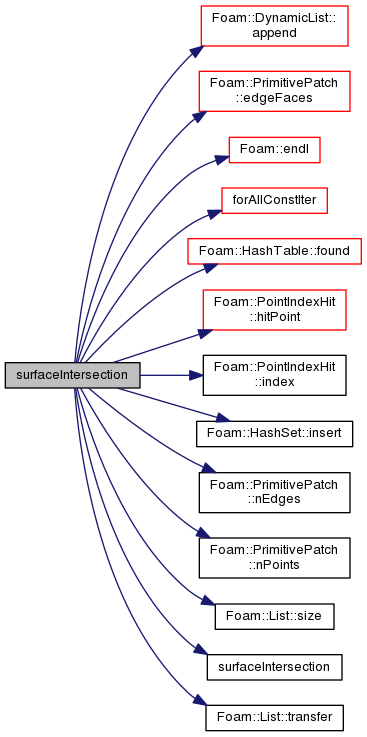 Foam::DynamicList::
append
Foam::PrimitivePatch
::edgeFaces
Foam::endl
forAllConstIter
Foam::HashTable::found
Foam::PointIndexHit
::hitPoint
surfaceIntersection
Foam::PointIndexHit
::index
Foam::HashSet::insert
Foam::PrimitivePatch
::nEdges
Foam::PrimitivePatch
::nPoints
Foam::List::size
surfaceIntersection
Foam::List::transfer